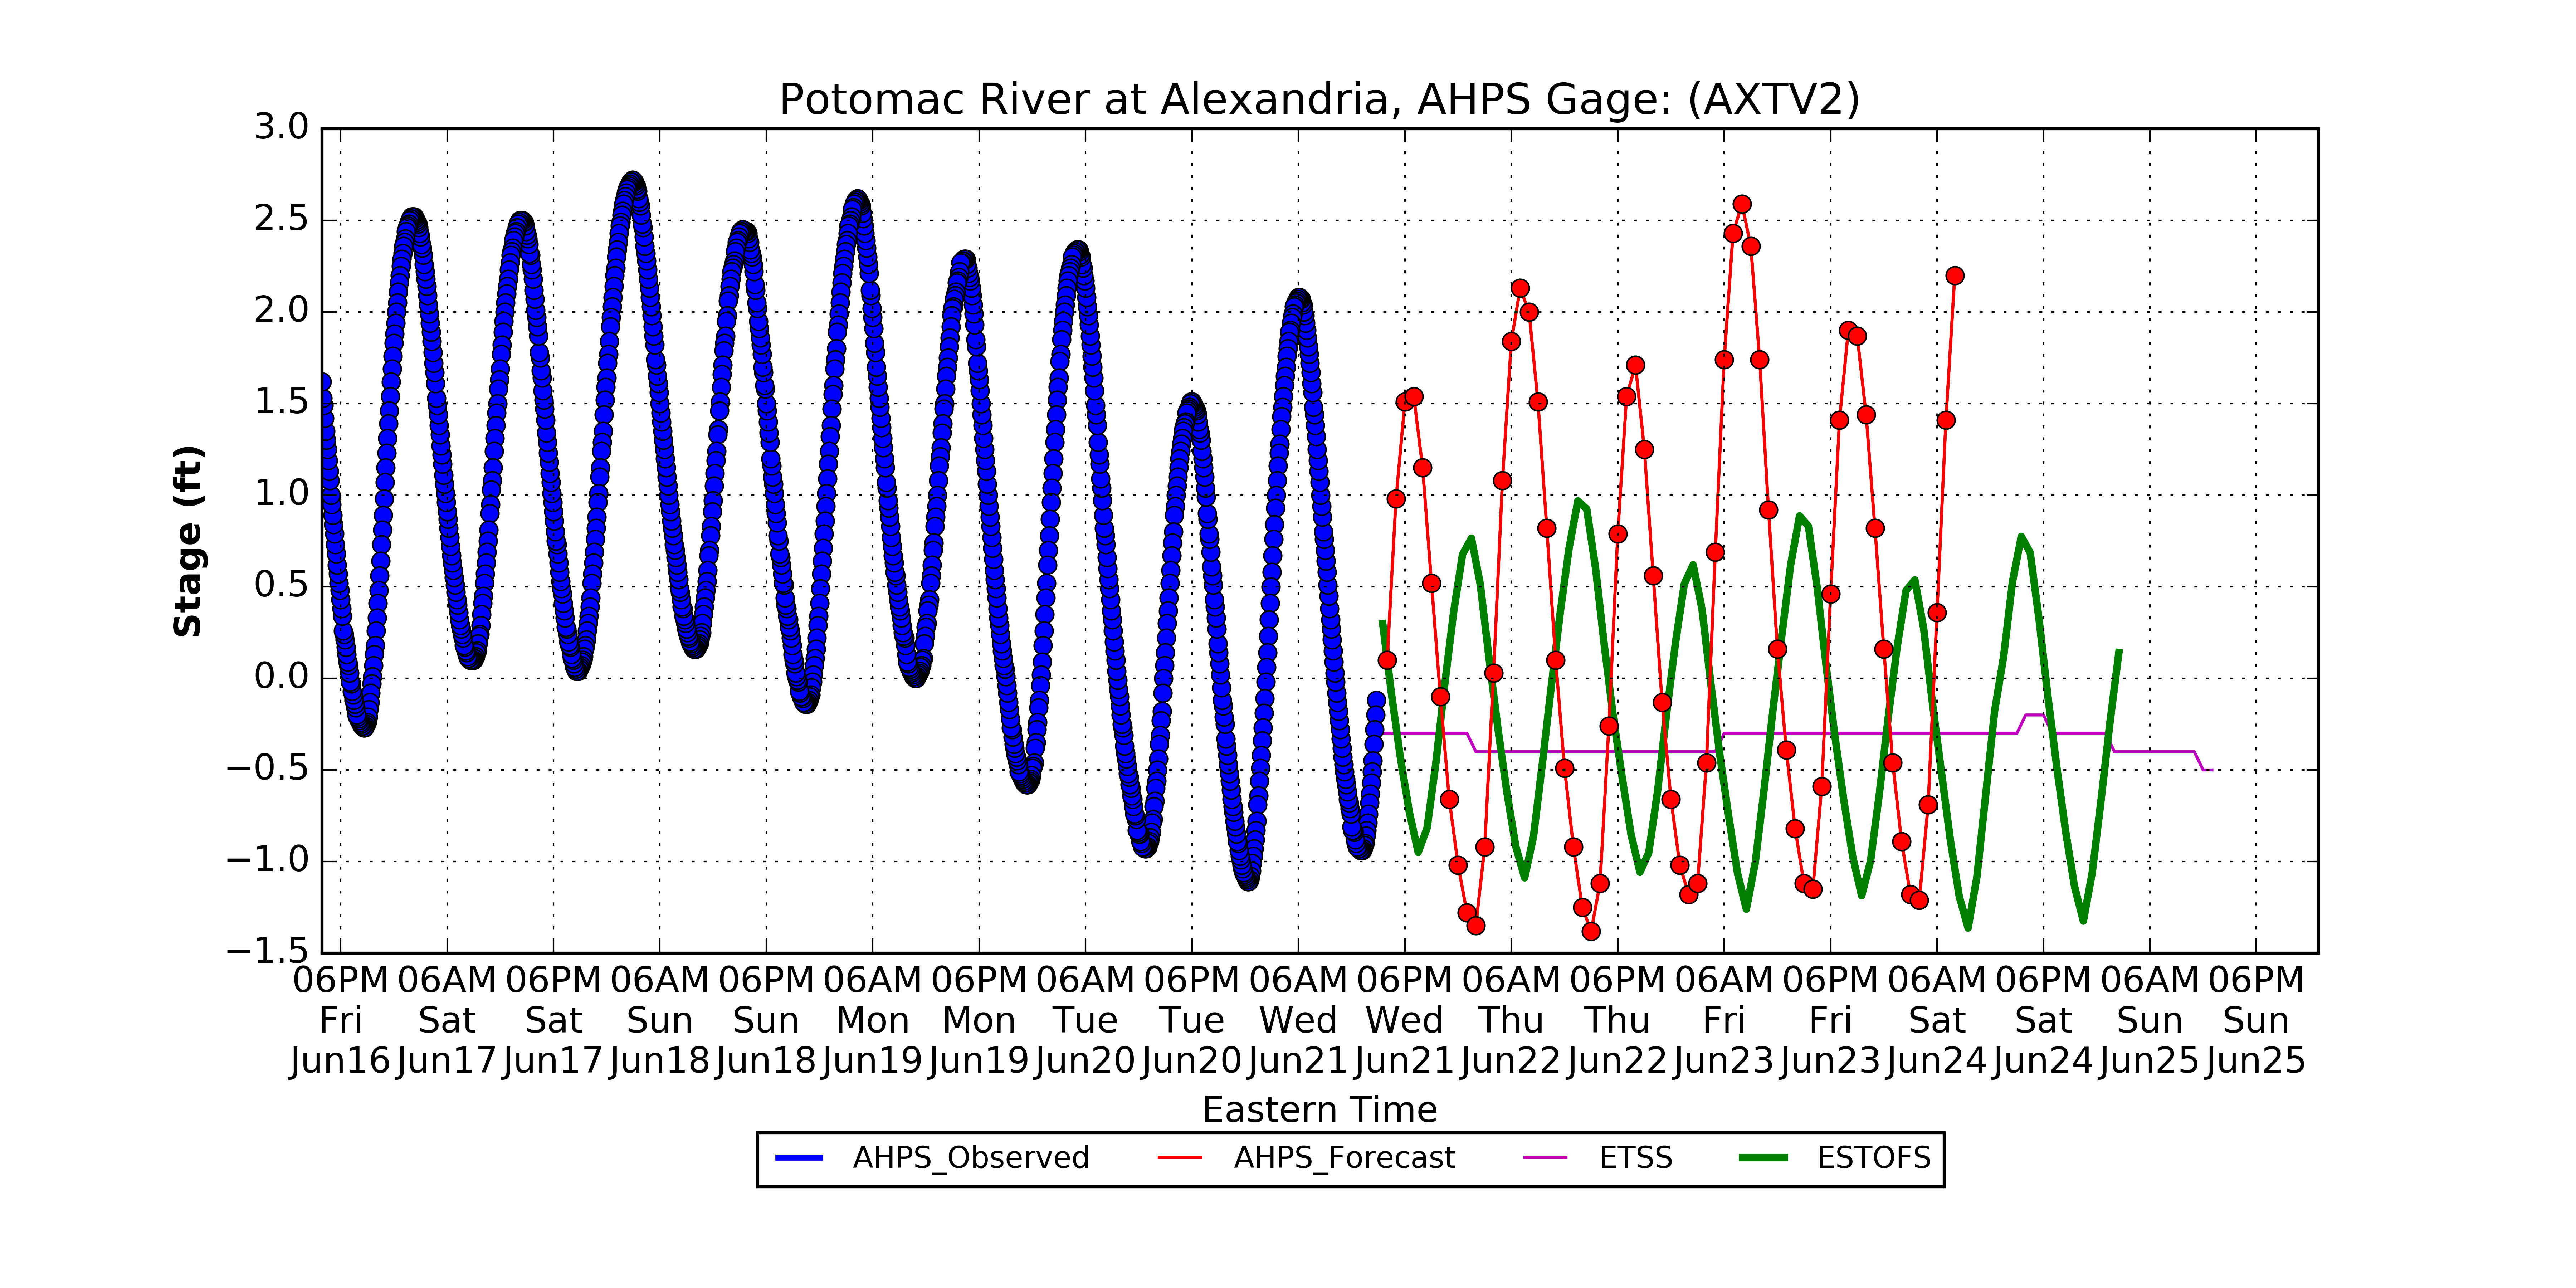 Potomac River at Alexandria, AHPS Gage: (AXTV2)
3.0
2.5
2.0
1.5
1.0
0.5
0.0
−0.5
−1.0
−1.5
Stage (ft)
06PM 06AM 06PM 06AM 06PM 06AM 06PM 06AM 06PM 06AM 06PM 06AM 06PM 06AM 06PM 06AM 06PM 06AM 06PM
Fri Sat Sat Sun Sun Mon Mon Tue Tue Wed Wed Thu Thu Fri Fri Sat Sat Sun Sun
Jun16 Jun17 Jun17 Jun18 Jun18 Jun19 Jun19 Jun20 Jun20 Jun21 Jun21 Jun22 Jun22 Jun23 Jun23 Jun24 Jun24 Jun25 Jun25
Eastern Time
AHPS_Observed AHPS_Forecast ETSS ESTOFS